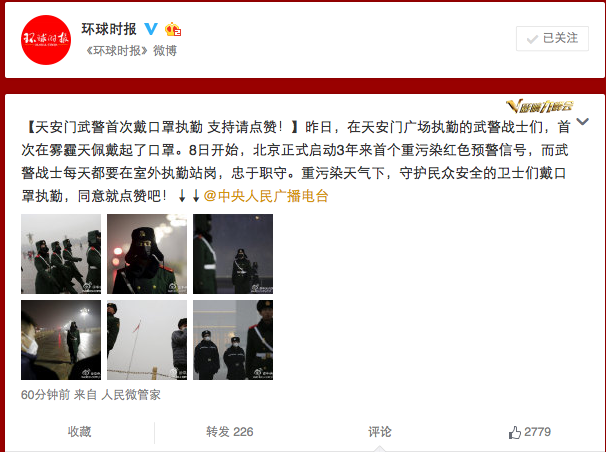 环球时报
环球时报
《环球时报》微博
已关注
【天安门武警首次戴口罩执勤 支持请点赞！】昨日，在天安门广场执勤的武警战士们，首
次在雾霾天佩戴起了口罩。8日开始，北京正式启动3年来首个重污染红色预警信号，而武
警战士每天都要在室外执勤站岗，忠于职守。重污染天气下，守护民众安全的卫士们戴口
罩执勤，同意就点赞吧！↓↓@中央人民广播电台
60分钟前 来自 人民微管家
收藏
转发 226
评论
2779